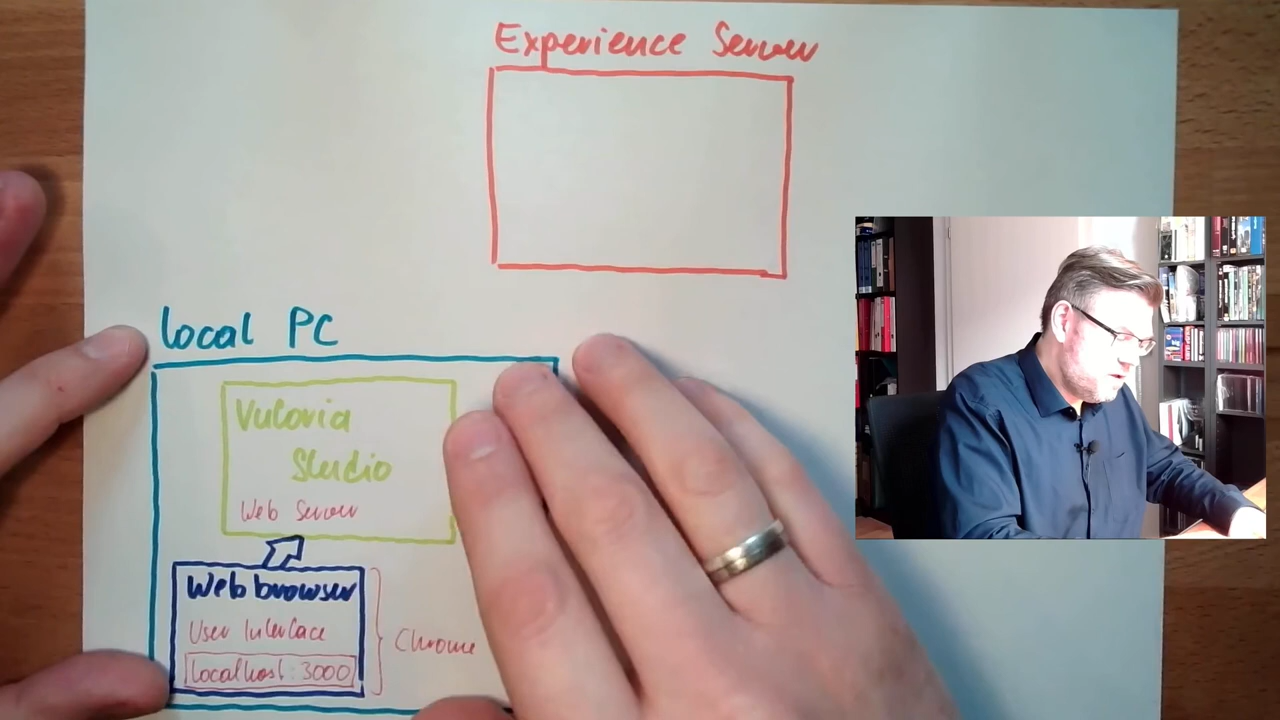 Experience Server
local PC
Vuforia
Studio
Web Server
Webbrowser
User Interface
localhost:3000
Chrome